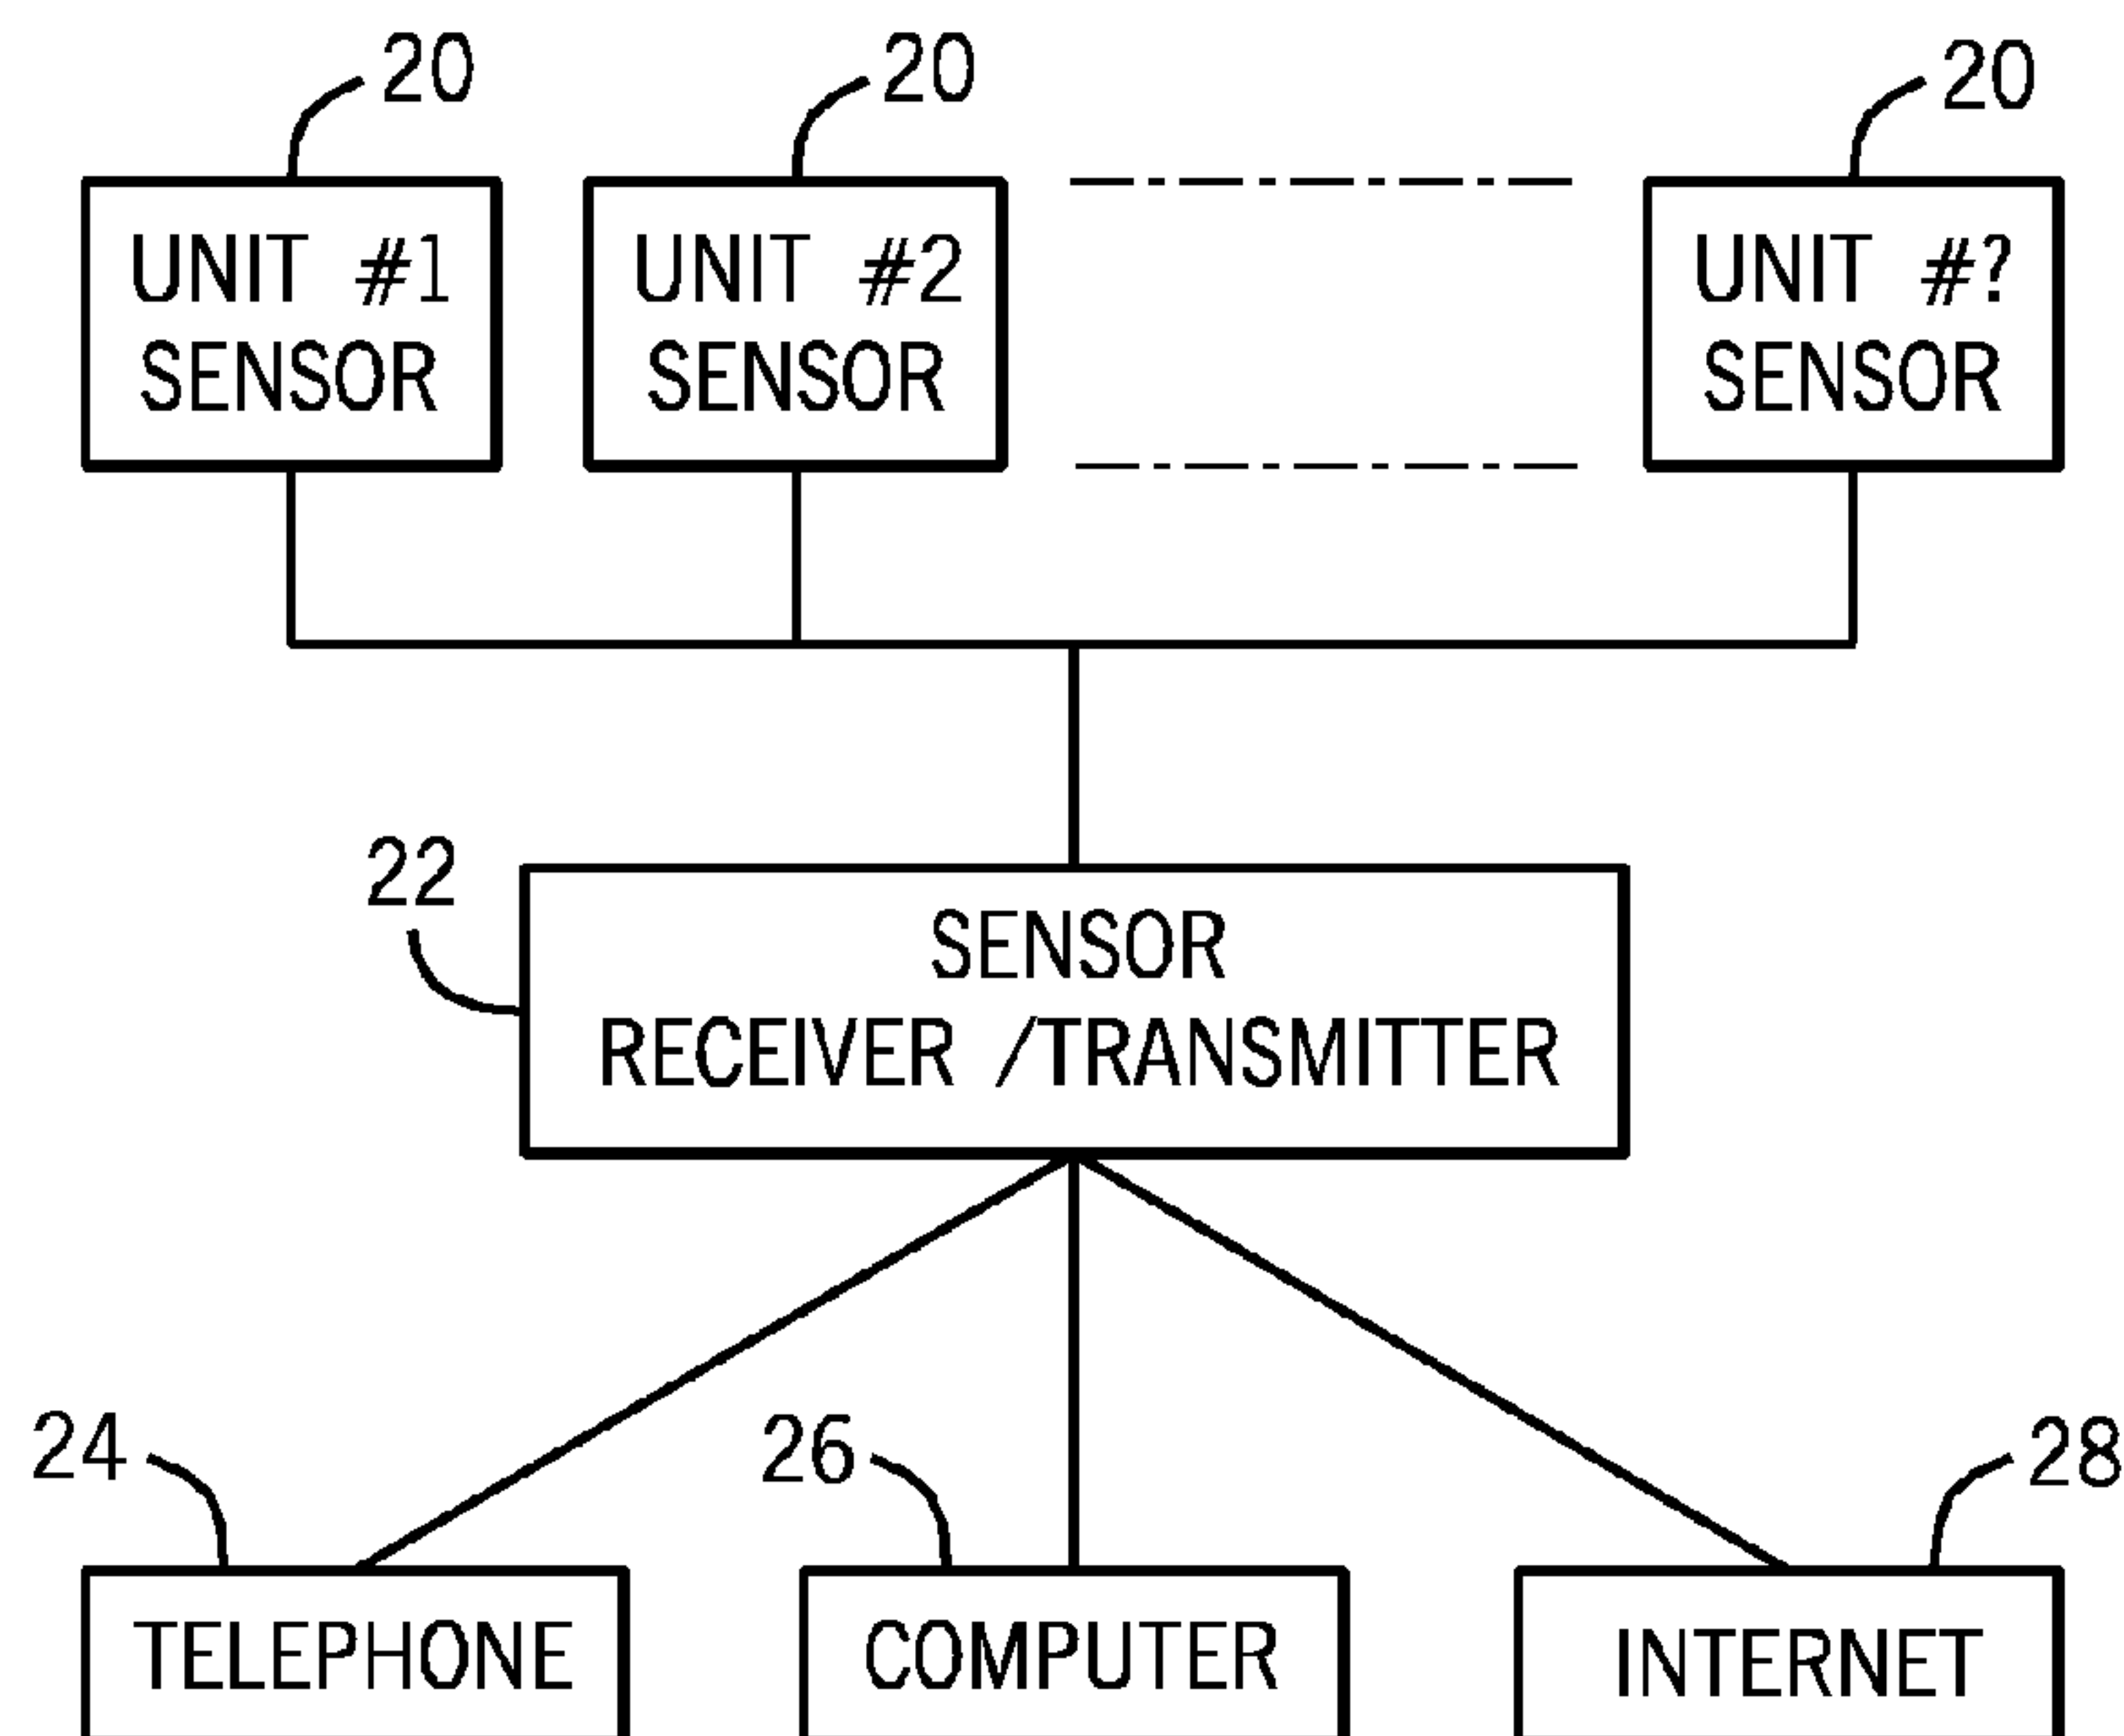 20 20 20
UNIT #1 UNIT #2 UNIT #?
SENSOR SENSOR SENSOR
22
SENSOR
RECEIVER /TRANSMITTER
24 26 28
TELEPHONE COMPUTER INTERNET